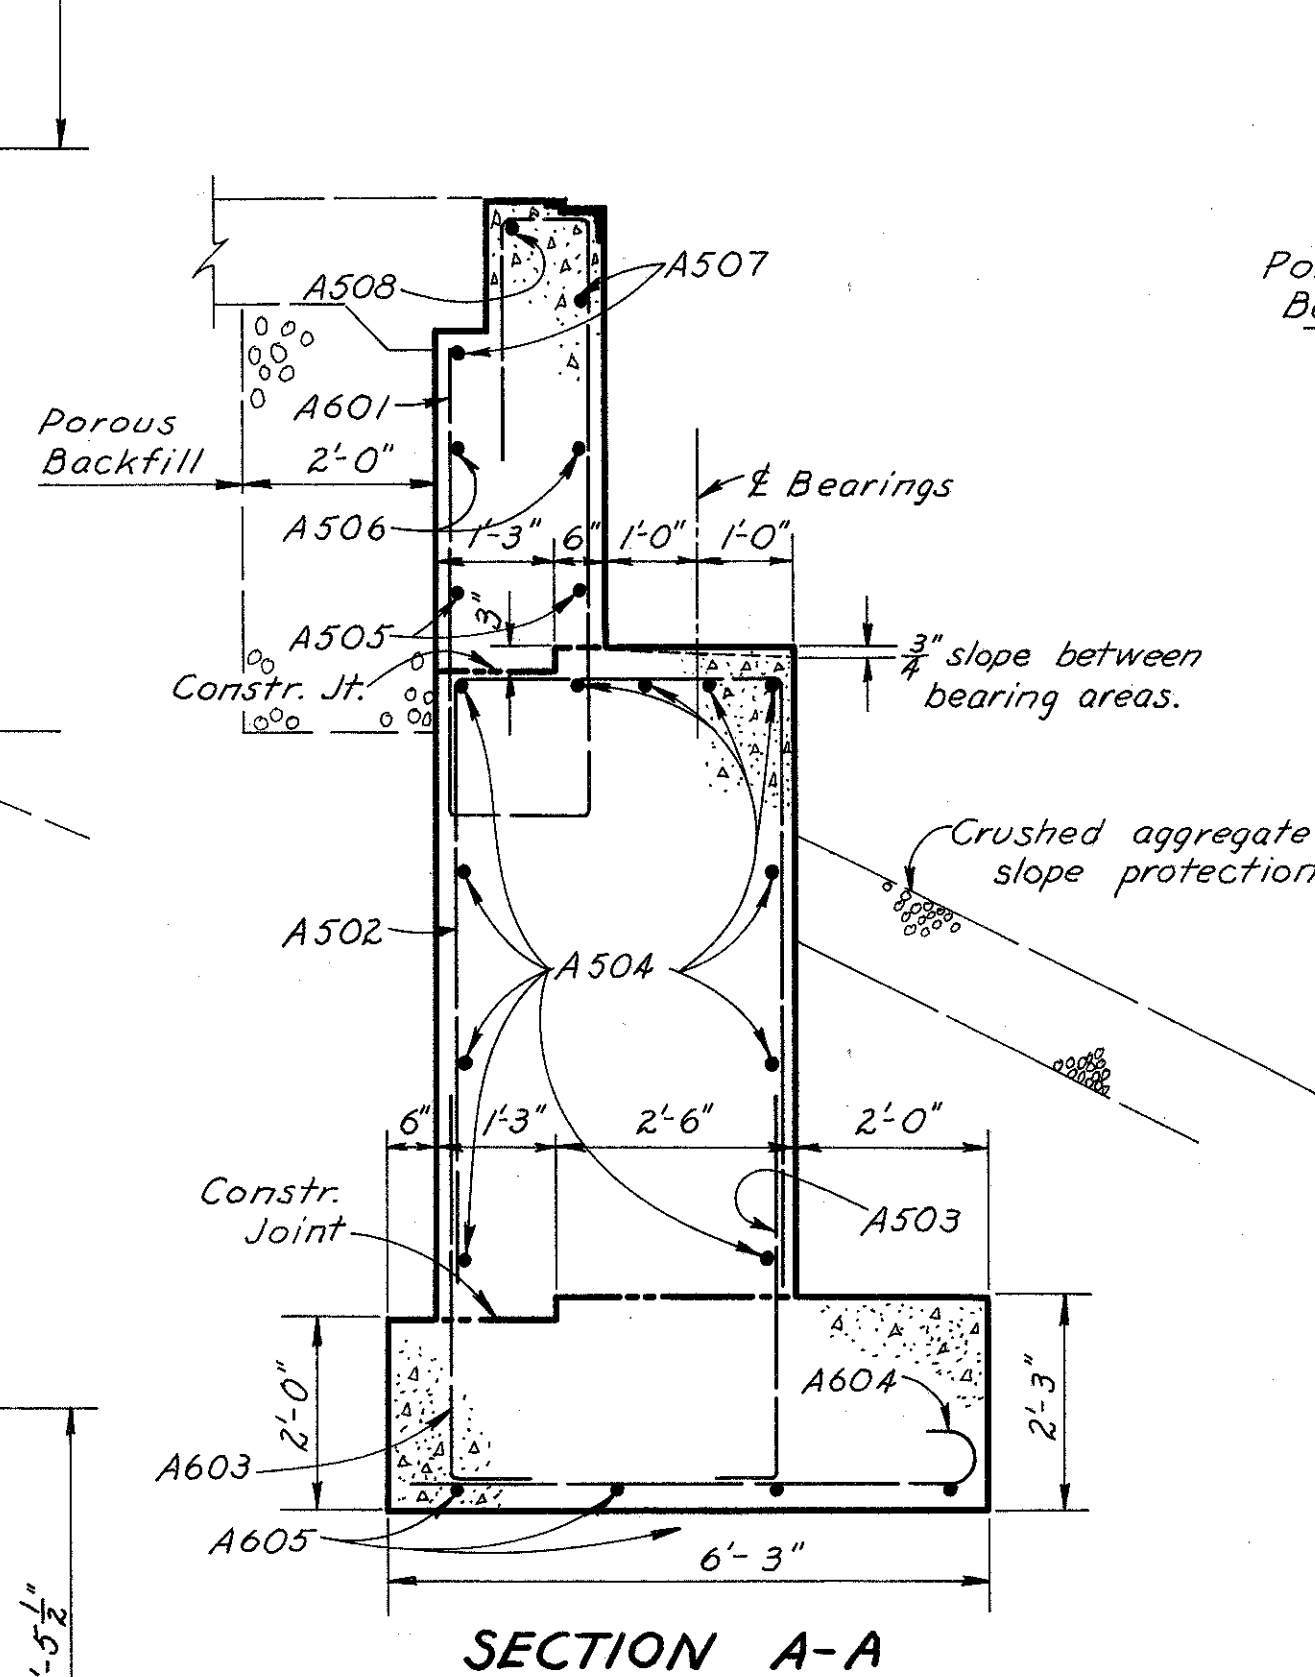 A507
A508
A601
Porous
Backfill
2'-0"
℄ Bearings
A506
1'-3"
6"
1'-0"
1'-0"
3"
A505
Constr. Jt.
3/4" slope between
bearing areas.
Crushed aggregate
slope protection
A502
A504
6"
1'-3"
2'-6"
2'-0"
Constr.
Joint
A503
2'-0"
A604
2'-3"
A603
A605
6'-3"
SECTION A-A